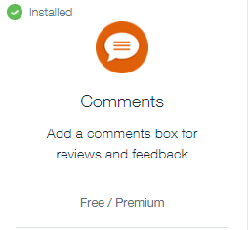 Installed
Comments
Add a comments box for
reviews and feedback
Free / Premium